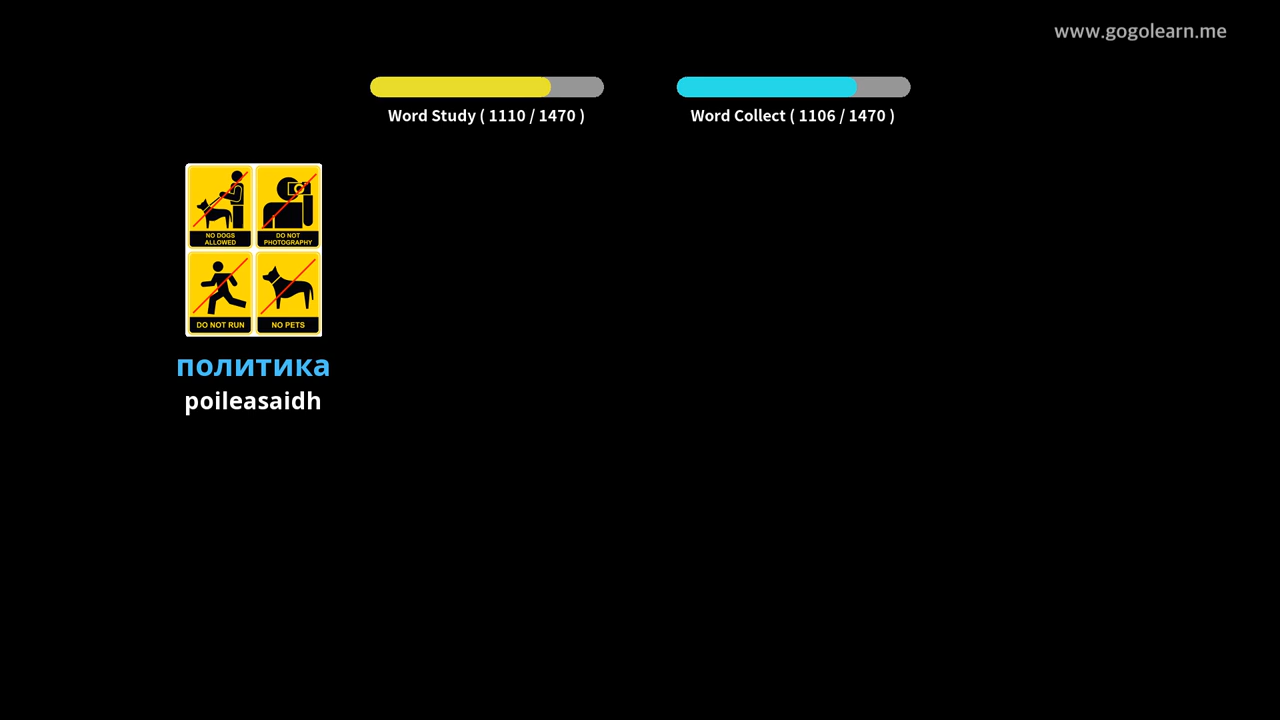 www.gogolearn.me
Word Study ( 1110 / 1470 )
Word Collect ( 1106 / 1470 )
NO DOGS
ALLOWED
DO NOT
PHOTOGRAPHY
DO NOT RUN
NO PETS
политика
poileasaidh